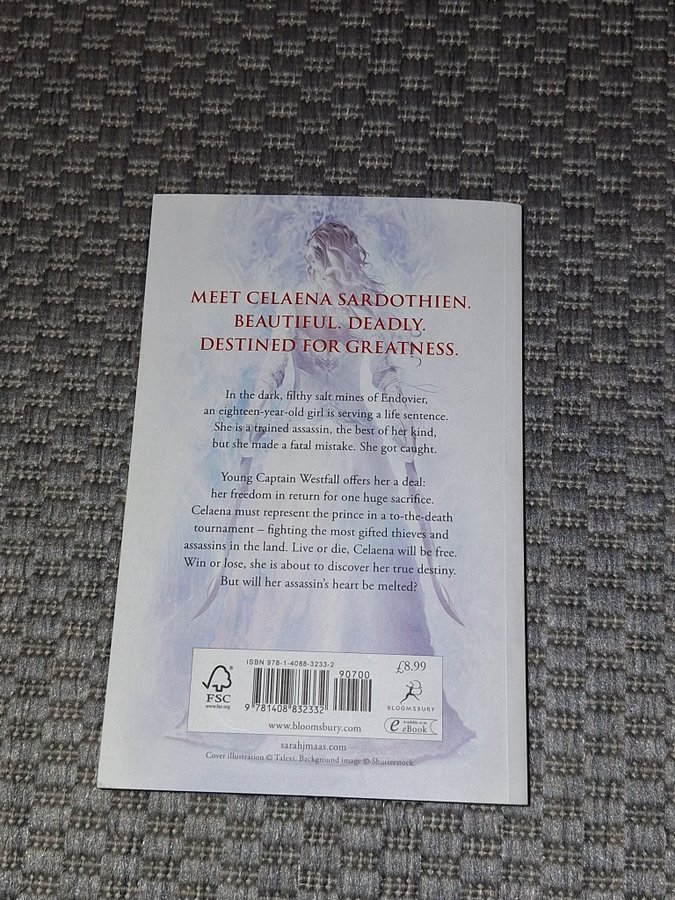 MEET CELAENA SARDOTHIEN.
BEAUTIFUL. DEADLY.
DESTINED FOR GREATNESS.
In the dark, filthy salt mines of Endovier,
an eighteen-year-old girl is serving a life sentence.
She is a trained assassin, the best of her kind,
but she made a fatal mistake. She got caught.
Young Captain Westfall offers her a deal:
her freedom in return for one huge sacrifice.
Celaena must represent the prince in a to-the-death
tournament – fighting the most gifted thieves and
assassins in the land. Live or die, Celaena will be free.
Win or lose, she is about to discover her true destiny.
But will her assassin's heart be melted?
ISBN 978-1-4088-3233-2
90700
£8.99
FSC
www.fsc.org
9 781408 832332
BLOOMSBURY
www.bloomsbury.com
e Available as an
eBook
sarahjmaas.com
Cover illustration © Talexi. Background image © Shutterstock.